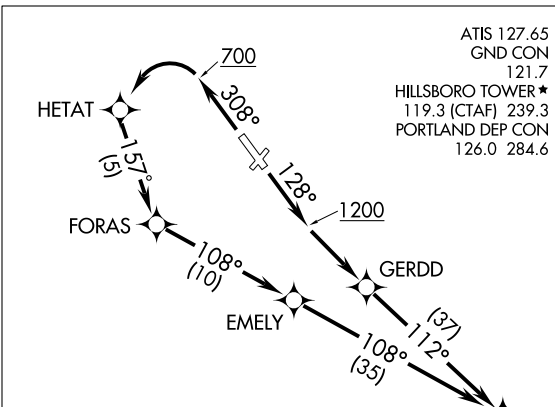 ATIS 127.65
GND CON
121.7
HILLSBORO TOWER★
119.3 (CTAF) 239.3
PORTLAND DEP CON
126.0 284.6
700
308°
HETAT
157°
(5)
128°
1200
FORAS
108°
(10)
GERDD
EMELY
(37)
112°
108°
(35)